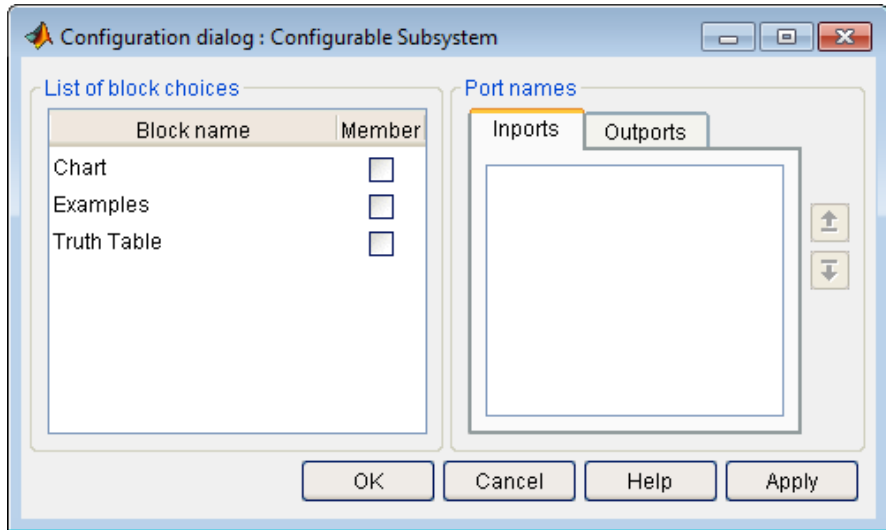 Configuration dialog : Configurable Subsystem
List of block choices
Block name Member
Chart
Examples
Truth Table
Port names
Inports Outports
OK Cancel Help Apply